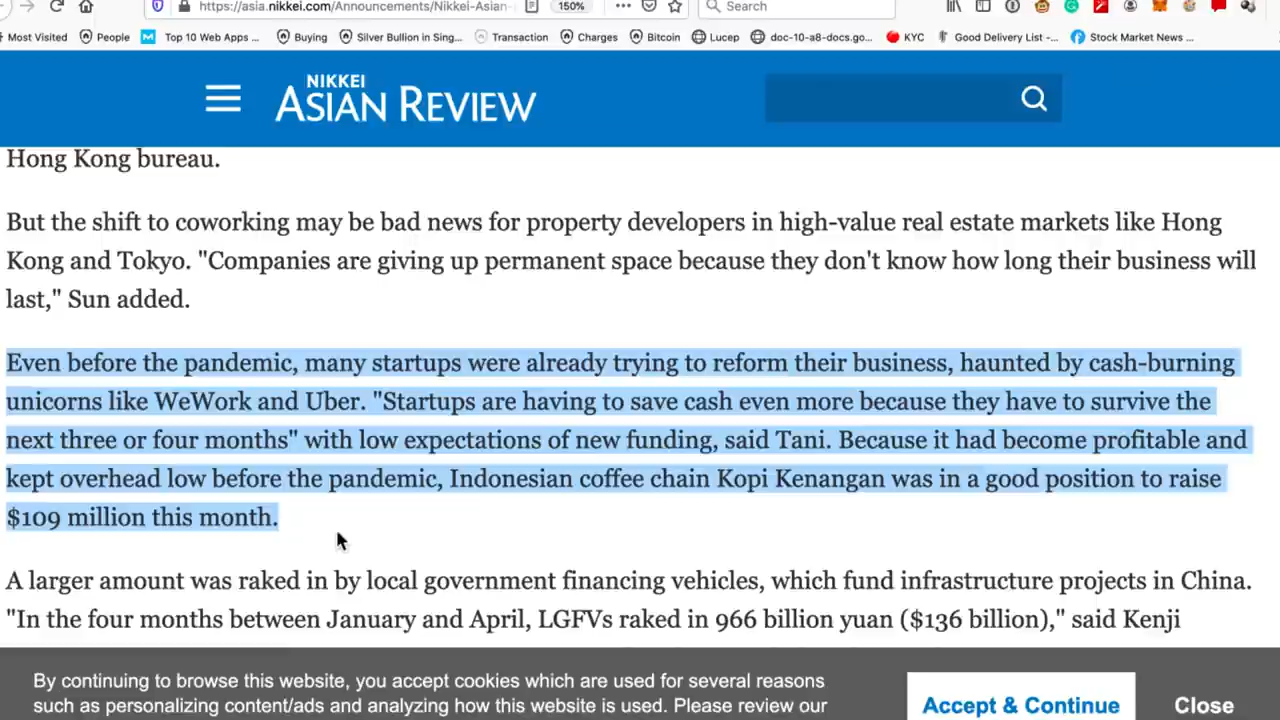 https://asia.nikkei.com/Announcements/Nikkei-Asian-
150%
Search
Most Visited
People
Top 10 Web Apps ...
Buying
Silver Bullion in Sing...
Transaction
Charges
Bitcoin
Lucep
doc-10-a8-docs.go...
KYC
Good Delivery List -...
Stock Market News ...
NIKKEI
ASIAN REVIEW
Hong Kong bureau.
But the shift to coworking may be bad news for property developers in high-value real estate markets like Hong
Kong and Tokyo. "Companies are giving up permanent space because they don't know how long their business will
last," Sun added.
Even before the pandemic, many startups were already trying to reform their business, haunted by cash-burning
unicorns like WeWork and Uber. "Startups are having to save cash even more because they have to survive the
next three or four months" with low expectations of new funding, said Tani. Because it had become profitable and
kept overhead low before the pandemic, Indonesian coffee chain Kopi Kenangan was in a good position to raise
$109 million this month.
A larger amount was raked in by local government financing vehicles, which fund infrastructure projects in China.
"In the four months between January and April, LGFVs raked in 966 billion yuan ($136 billion)," said Kenji
By continuing to browse this website, you accept cookies which are used for several reasons
such as personalizing content/ads and analyzing how this website is used. Please review our
Accept & Continue
Close